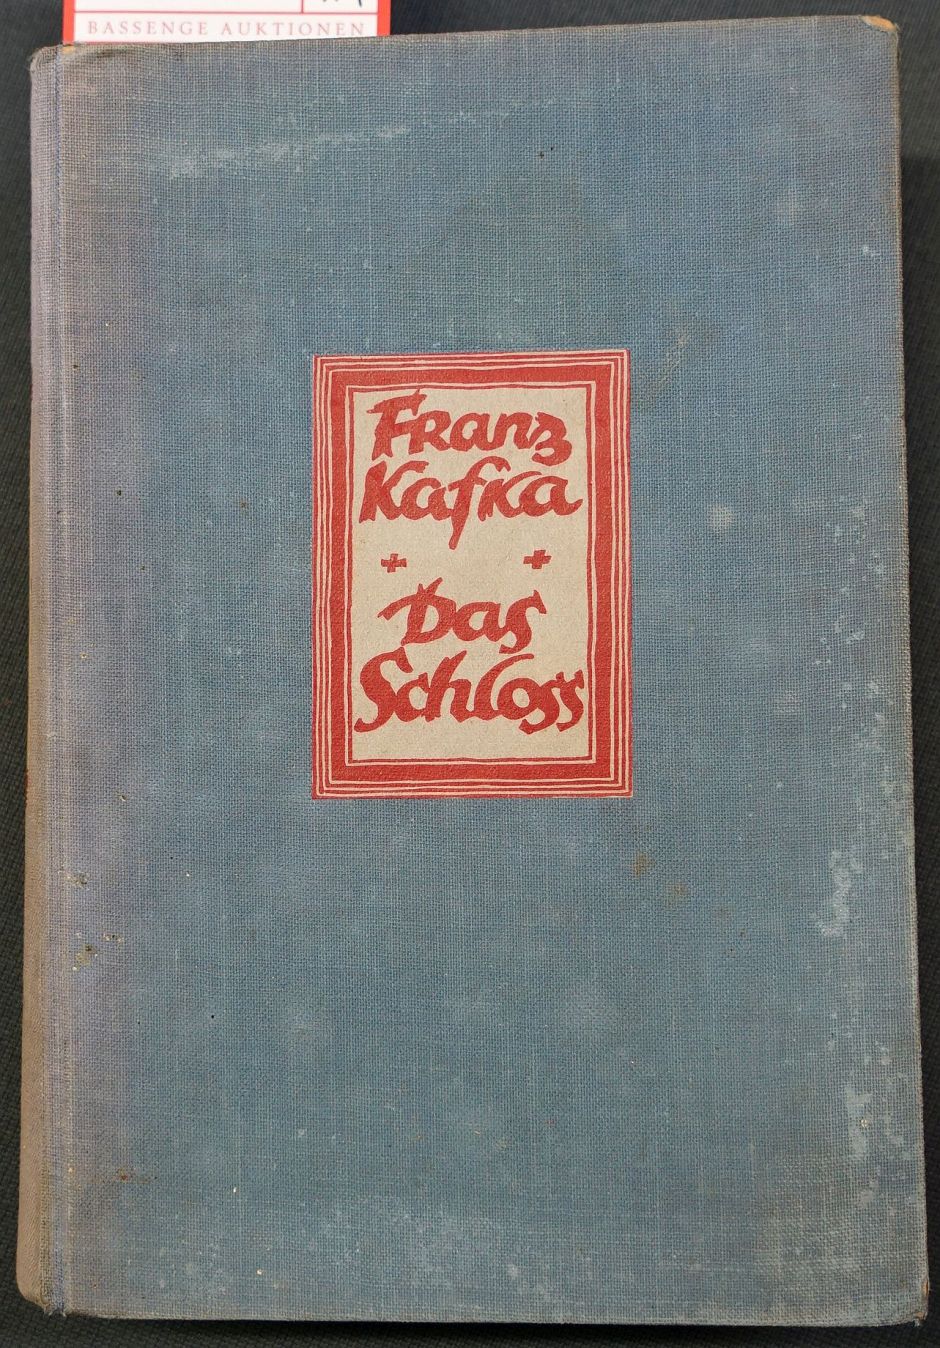 BASSENGE AUKTIONEN
Franz
Kafka
+ +
Das
Schloss